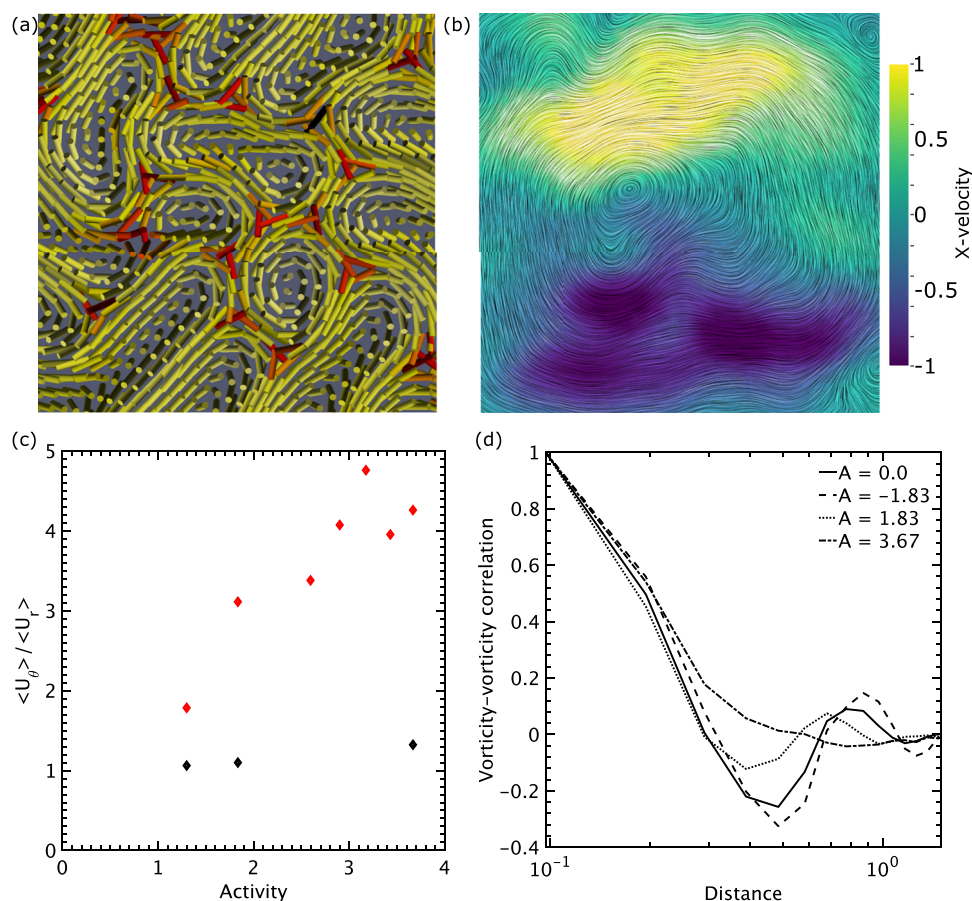 (a)
(b)
1
0.5
0
-0.5
-1
X-velocity
(c)
5
4
3
2
1
0
0 1 2 3 4
Activity
<U_θ> / <U_r>
(d)
1
0.8
0.6
0.4
0.2
0
-0.2
-0.4
10^-1 10^0
Distance
Vorticity-vorticity correlation
A = 0.0
A = -1.83
A = 1.83
A = 3.67